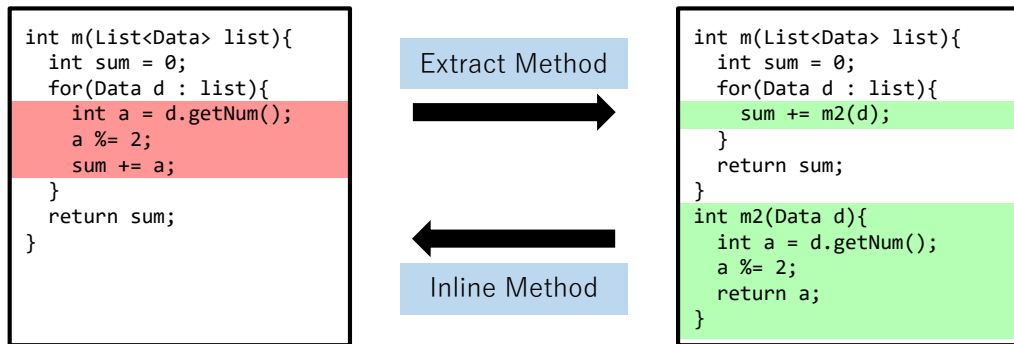 int m(List<Data> list){
  int sum = 0;
  for(Data d : list){
    int a = d.getNum();
    a %= 2;
    sum += a;
  }
  return sum;
}
Extract Method
Inline Method
int m(List<Data> list){
  int sum = 0;
  for(Data d : list){
    sum += m2(d);
  }
  return sum;
}
int m2(Data d){
  int a = d.getNum();
  a %= 2;
  return a;
}